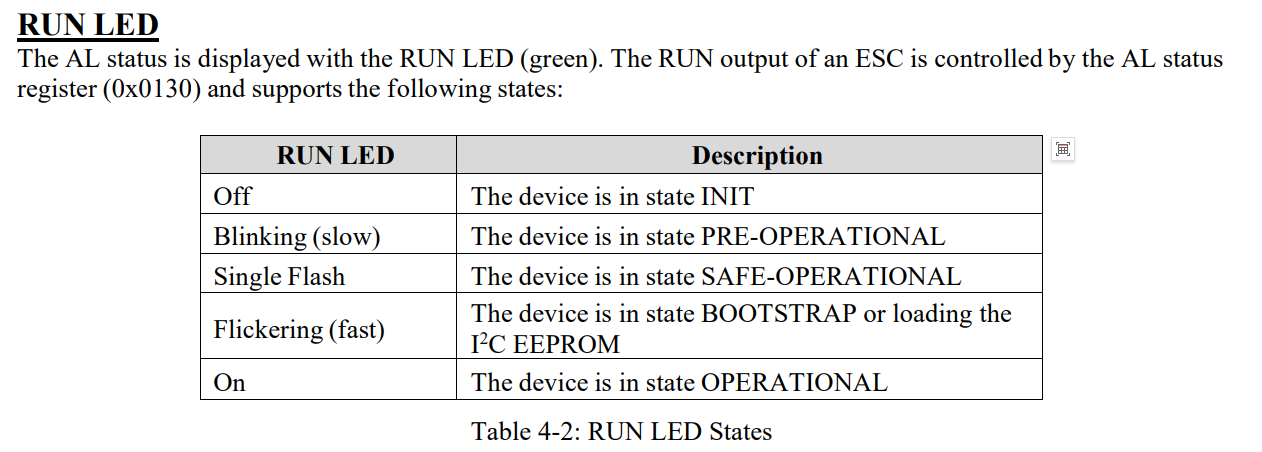 RUN LED
The AL status is displayed with the RUN LED (green). The RUN output of an ESC is controlled by the AL status
register (0x0130) and supports the following states:
RUN LED Description
Off The device is in state INIT
Blinking (slow) The device is in state PRE-OPERATIONAL
Single Flash The device is in state SAFE-OPERATIONAL
Flickering (fast) The device is in state BOOTSTRAP or loading the
I²C EEPROM
On The device is in state OPERATIONAL
Table 4-2: RUN LED States